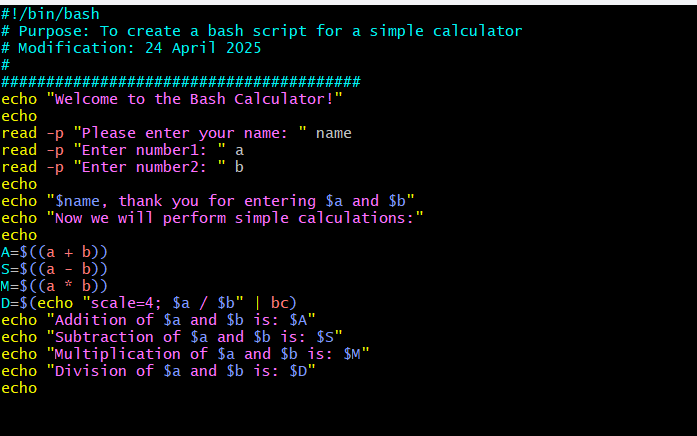 #!/bin/bash
# Purpose: To create a bash script for a simple calculator
# Modification: 24 April 2025
#
########################################
echo "Welcome to the Bash Calculator!"
echo
read -p "Please enter your name: " name
read -p "Enter number1: " a
read -p "Enter number2: " b
echo
echo "$name, thank you for entering $a and $b"
echo "Now we will perform simple calculations:"
echo
A=$((a + b))
S=$((a - b))
M=$((a * b))
D=$(echo "scale=4; $a / $b" | bc)
echo "Addition of $a and $b is: $A"
echo "Subtraction of $a and $b is: $S"
echo "Multiplication of $a and $b is: $M"
echo "Division of $a and $b is: $D"
echo